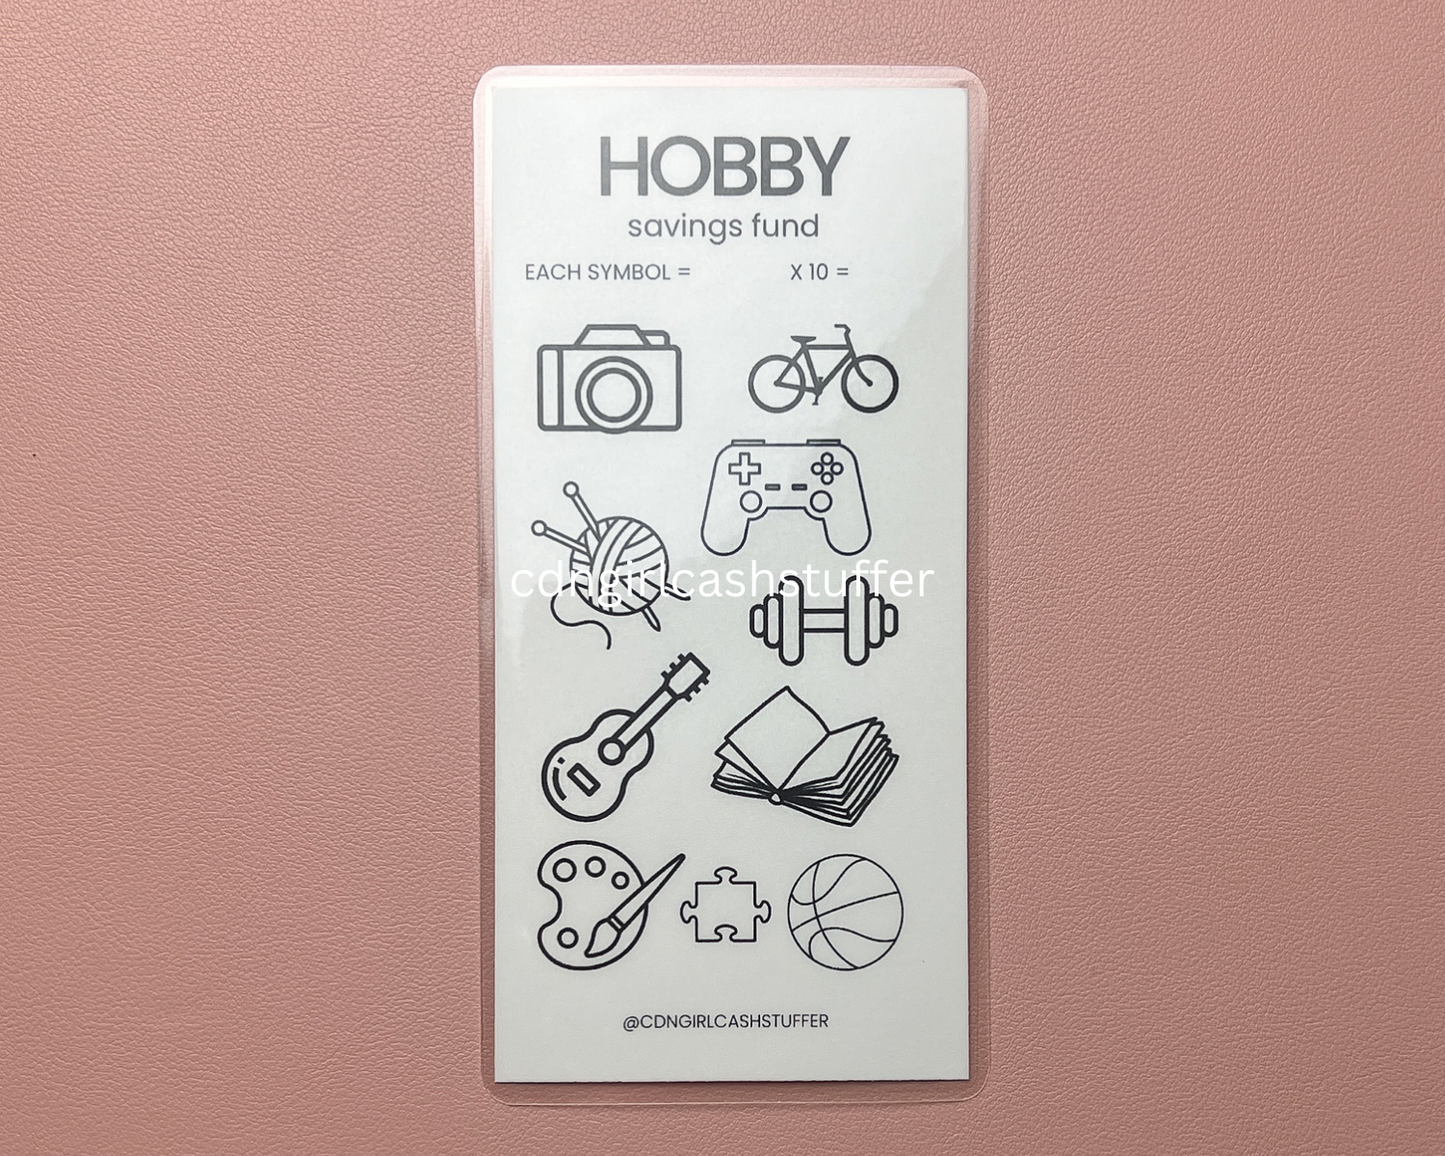 HOBBY
savings fund
EACH SYMBOL = X 10 =
cdngirlcashstuffer
@CDNGIRLCASHSTUFFER